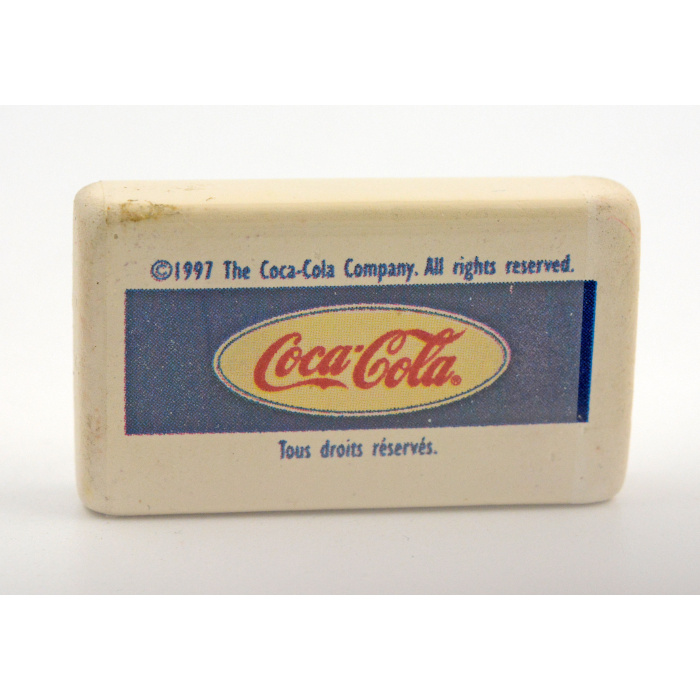 ©1997 The Coca-Cola Company. All rights reserved.
Coca-Cola®
Tous droits réservés.